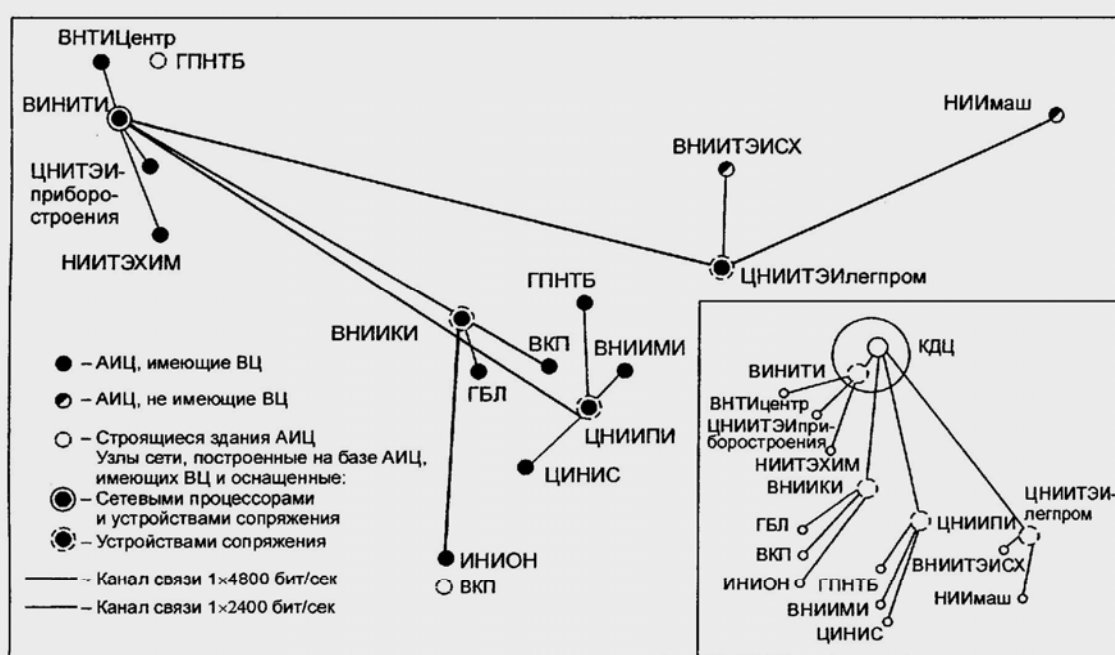 ВНТИЦентр
ГПНТБ
ВИНИТИ
НИИмаш
ВНИИТЭИСХ
ЦНИТЭИ-
приборо-
строения
НИИТЭХИМ
ЦНИИТЭИлегпром
ГПНТБ
ВНИИКИ
ВКП
ВНИИМИ
ГБЛ
ЦНИИПИ
ЦИНИС
ИНИОН
ВКП
– АИЦ, имеющие ВЦ
– АИЦ, не имеющие ВЦ
– Строящиеся здания АИЦ
Узлы сети, построенные на базе АИЦ,
имеющих ВЦ и оснащенные:
– Сетевыми процессорами
и устройствами сопряжения
– Устройствами сопряжения
– Канал связи 1×4800 бит/сек
– Канал связи 1×2400 бит/сек
КДЦ
ВИНИТИ
ВНТИцентр
ЦНИИТЭИпри-
боростроения
НИИТЭХИМ
ВНИИКИ
ЦНИИТЭИ-
легпром
ГБЛ
ЦНИИПИ
ВКП
ВНИИТЭИСХ
ИНИОН
ГПНТБ
НИИмаш
ВНИИМИ
ЦИНИС